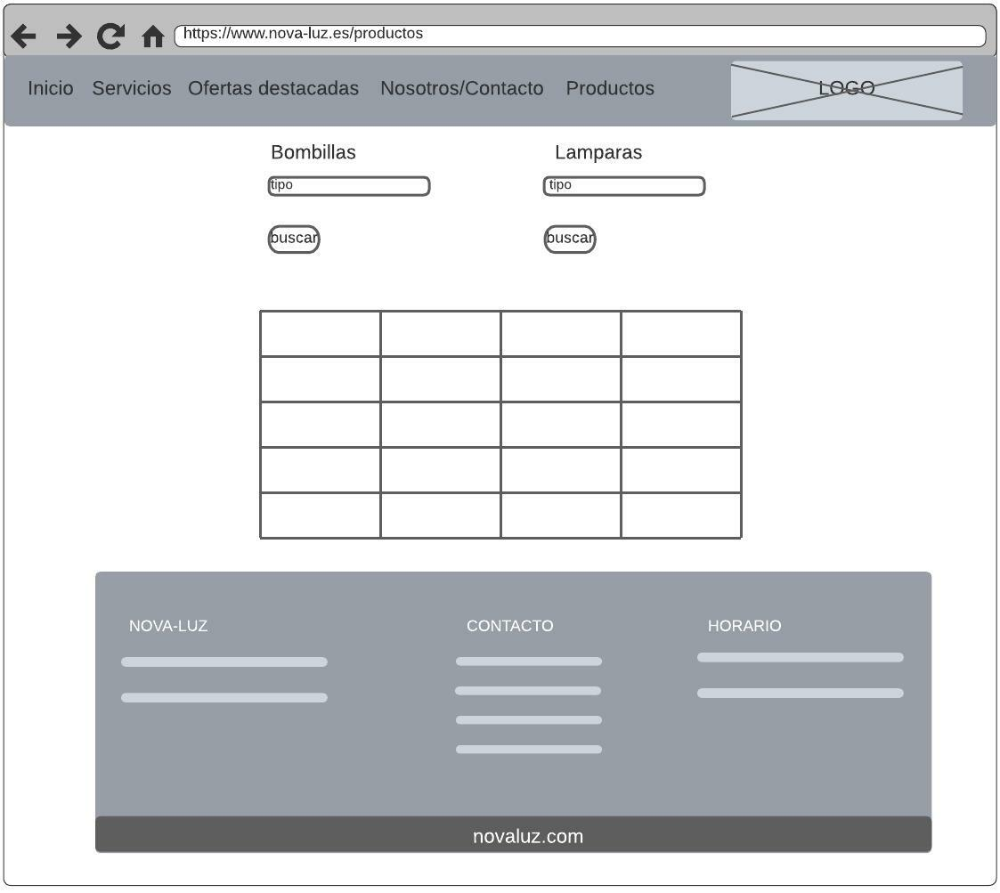 https://www.nova-luz.es/productos
Inicio Servicios Ofertas destacadas Nosotros/Contacto Productos LOGO
Bombillas Lamparas
tipo tipo
buscar buscar
NOVA-LUZ CONTACTO HORARIO
novaluz.com